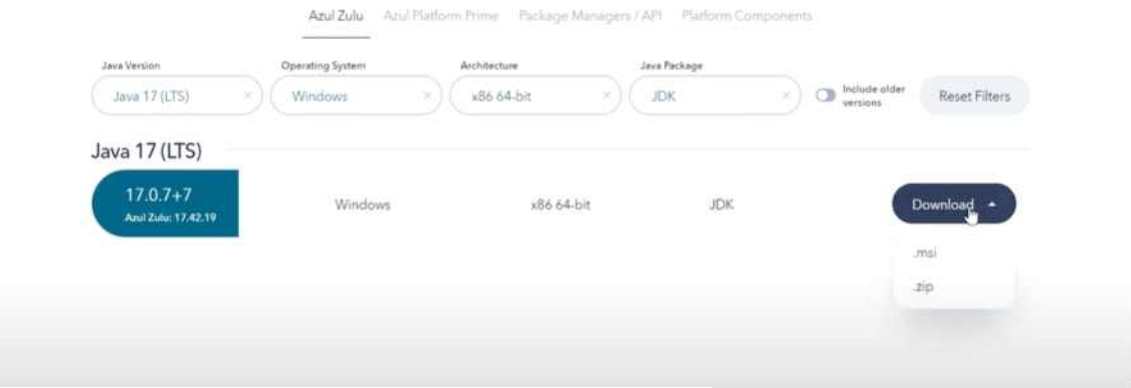 Azul Zulu Azul Platform Prime Package Managers / API Platform Components
Java Version Operating System Architecture Java Package
Java 17 (LTS) × Windows × x86 64-bit × JDK × Include older versions Reset Filters
Java 17 (LTS)
17.0.7+7 Windows x86 64-bit JDK Download
Azul Zulu: 17.42.19
.msi
.zip